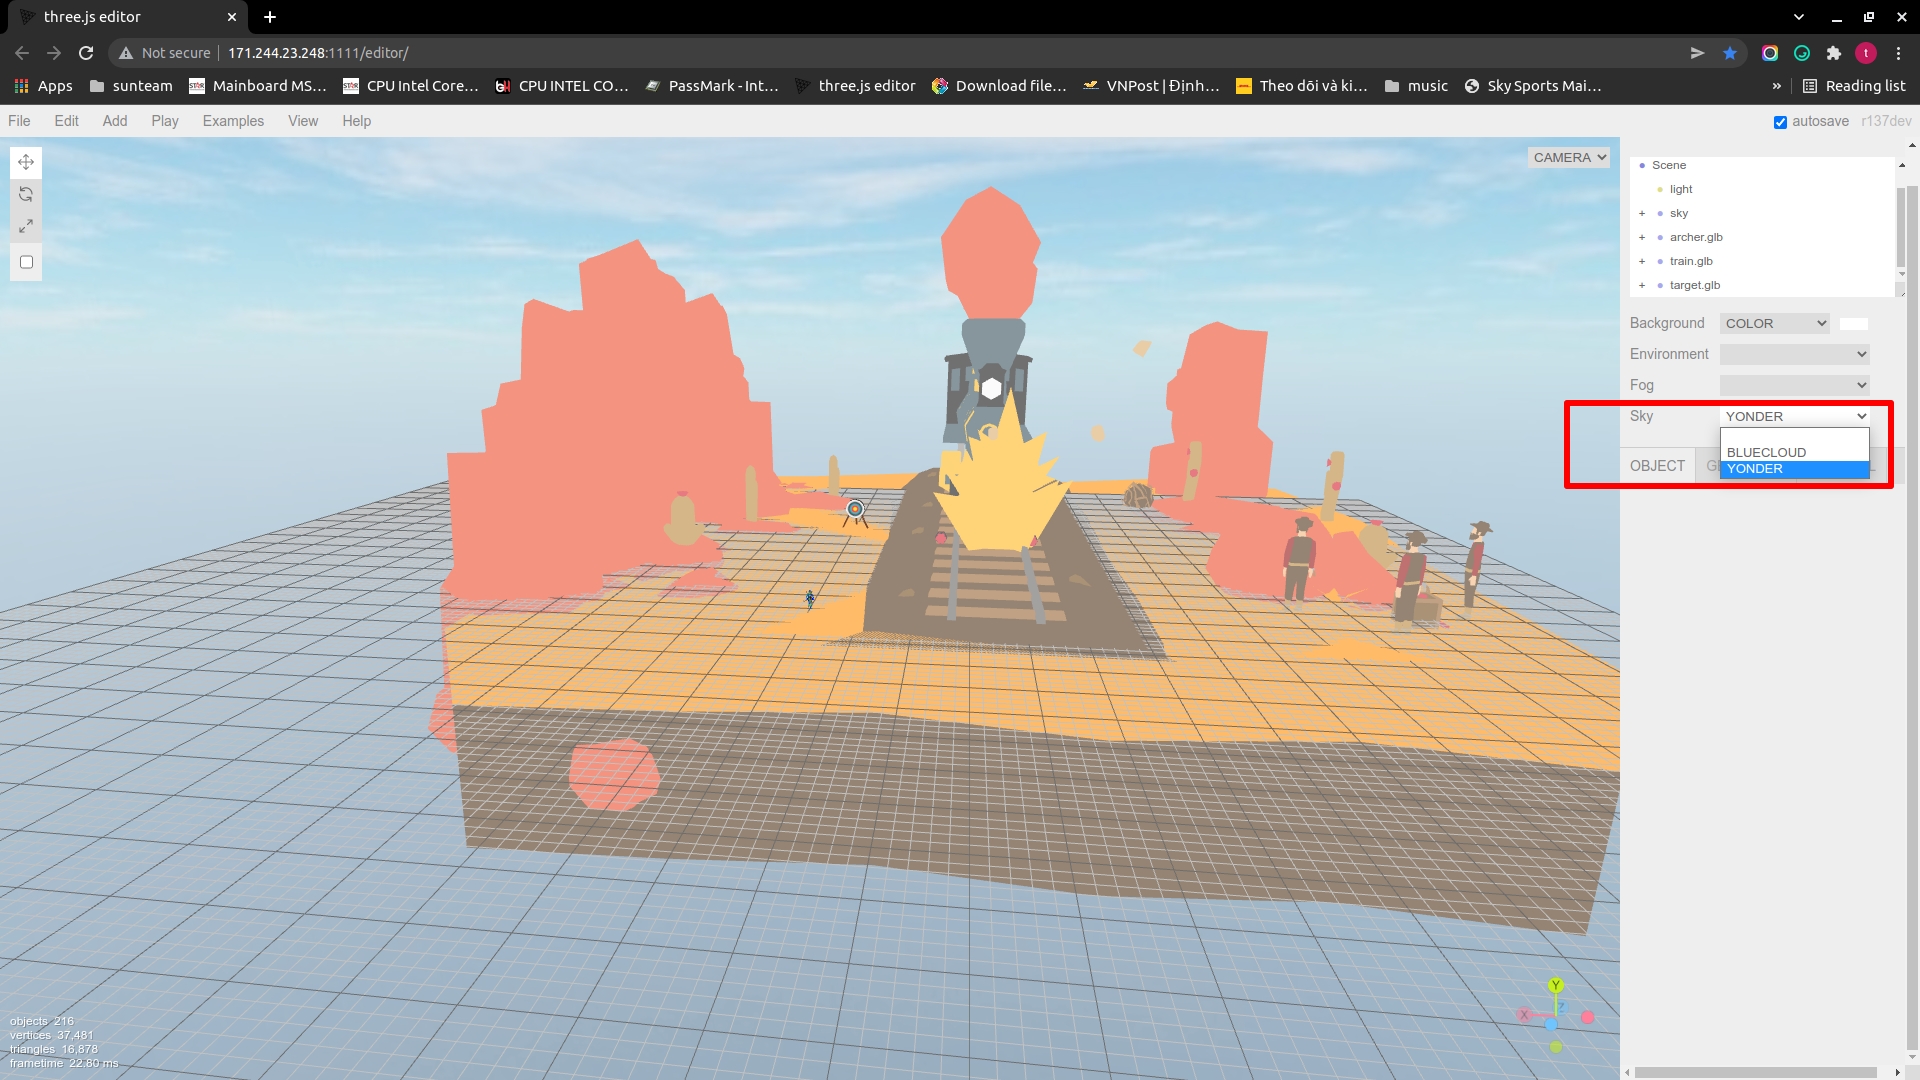 three.js editor
Not secure 171.244.23.248:1111/editor/
t
Apps sunteam Mainboard MS... CPU Intel Core... CPU INTEL CO... PassMark - Int... three.js editor Download file... VNPost | Định... Theo dõi và ki... music Sky Sports Mai... » Reading list
File Edit Add Play Examples View Help autosave r137dev
CAMERA
Scene
light
+ sky
+ archer.glb
+ train.glb
+ target.glb
Background COLOR
Environment
Fog
Sky YONDER
BLUECLOUD
OBJECT
YONDER
Y
X
Z
objects 216
vertices 37,481
triangles 16,878
frametime 22.80 ms